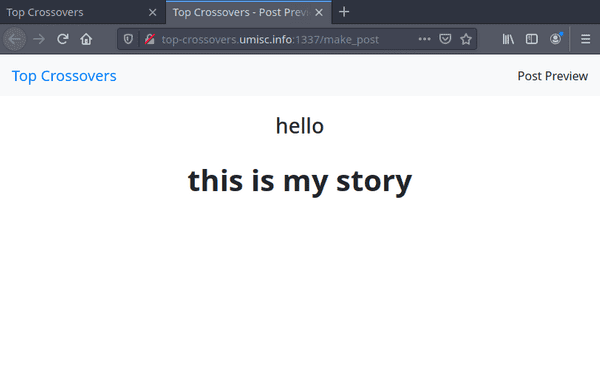 Top Crossovers
Top Crossovers - Post Previ
top-crossovers.umisc.info:1337/make_post
Top Crossovers
Post Preview
hello
this is my story